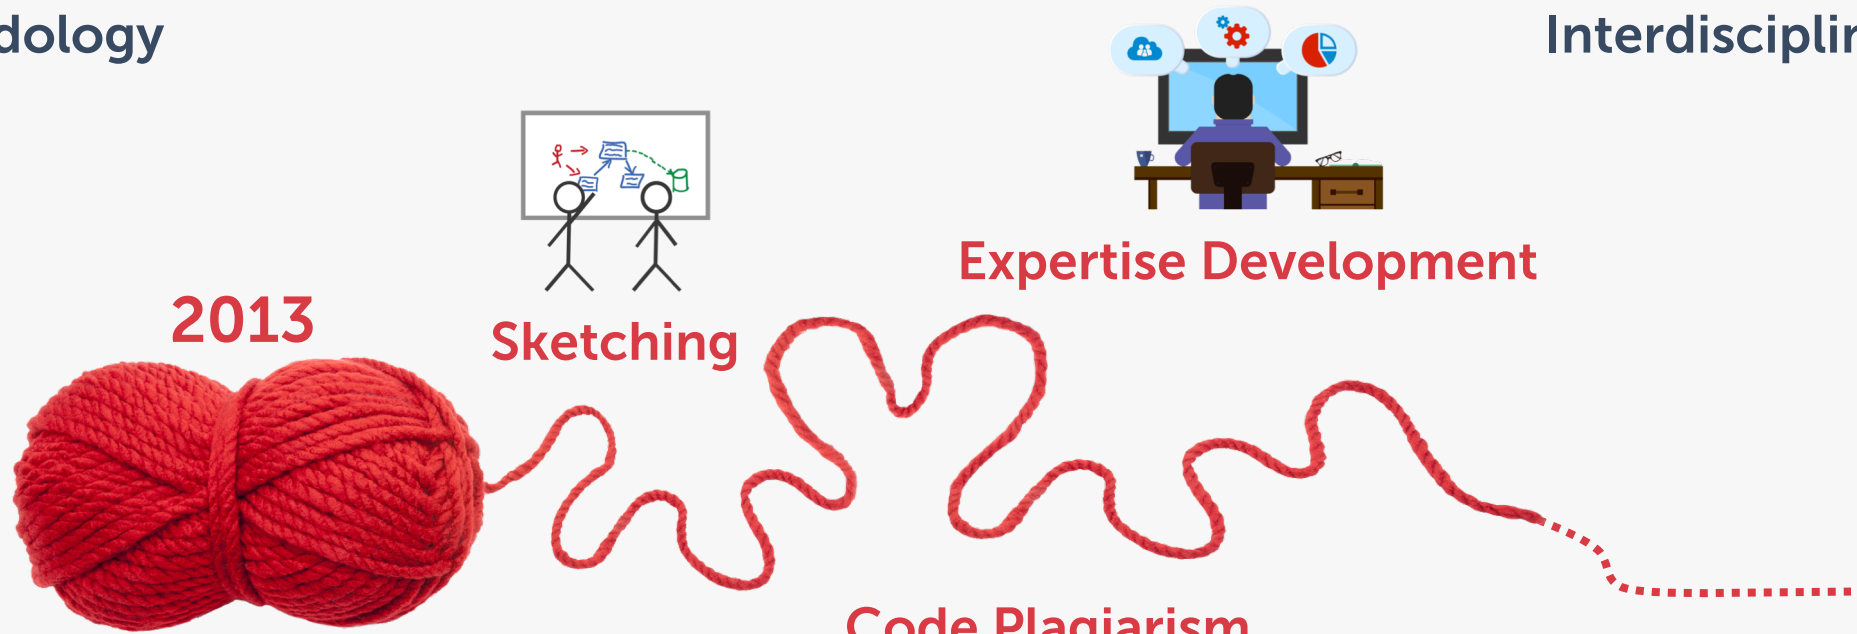 dology
Interdisciplin
Expertise Development
2013
Sketching
Code Plagiarism